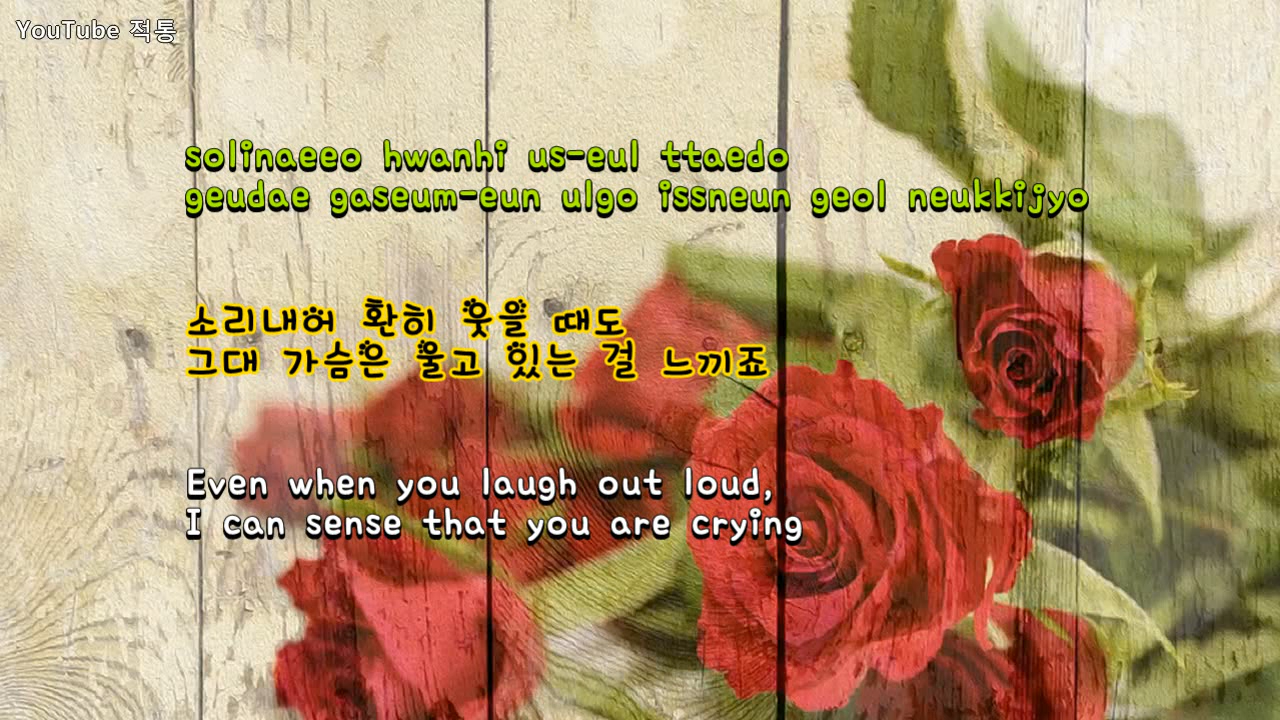 YouTube 적통
solinaeeo hwanhi us-eul ttaedo
geudae gaseum-eun ulgo issneun geol neukkijyo
소리내어 환히 웃을 때도
그대 가슴은 울고 있는 걸 느끼죠
Even when you laugh out loud,
I can sense that you are crying